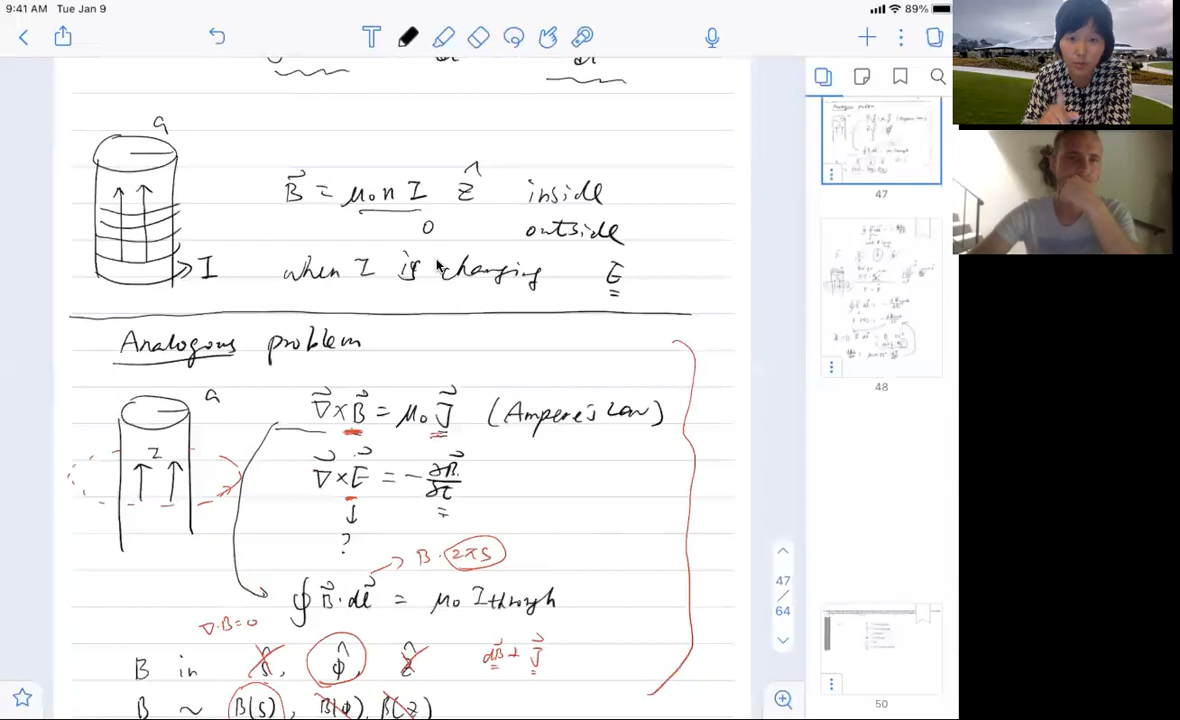 9:41 AM Tue Jan 9
89%
a
B⃗ = μ₀ n I ẑ inside
0 outside
I
when I is changing E
Analogous problem
a
∇⃗×B⃗ = μ₀ J⃗ (Ampere's Law)
z
∇⃗×E⃗ = -∂B⃗/∂t
↓
?
→ B · 2πs
∮ B⃗·dl⃗ = μ₀ I through
∇·B=0
B in ŝ, φ̂, ẑ dB⃗ ⊥ J⃗
B ~ B(s), B(φ), B(z)
47
48
47
/
64
50